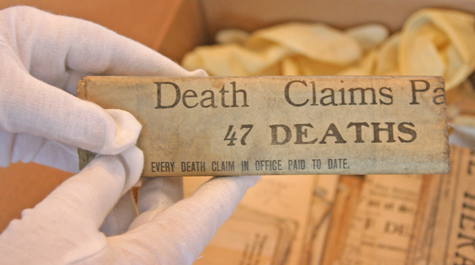 Death Claims Pa
47 DEATHS
EVERY DEATH CLAIM IN OFFICE PAID TO DATE.